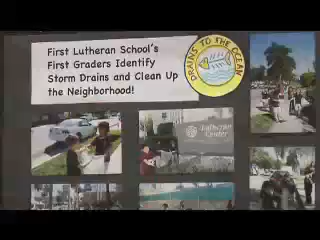 First Lutheran School's
First Graders Identify
Storm Drains and Clean Up
the Neighborhood!
DRAINS TO THE OCEAN
Lutheran
Center